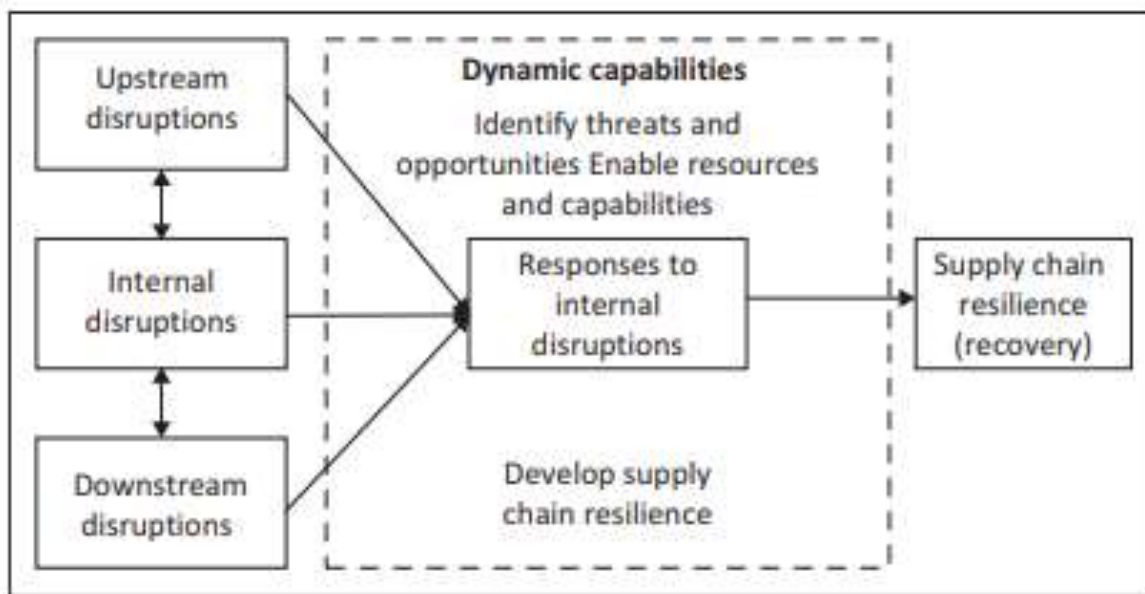 Upstream
disruptions
Internal
disruptions
Downstream
disruptions
Dynamic capabilities
Identify threats and
opportunities Enable resources
and capabilities
Responses to
internal
disruptions
Develop supply
chain resilience
Supply chain
resilience
(recovery)